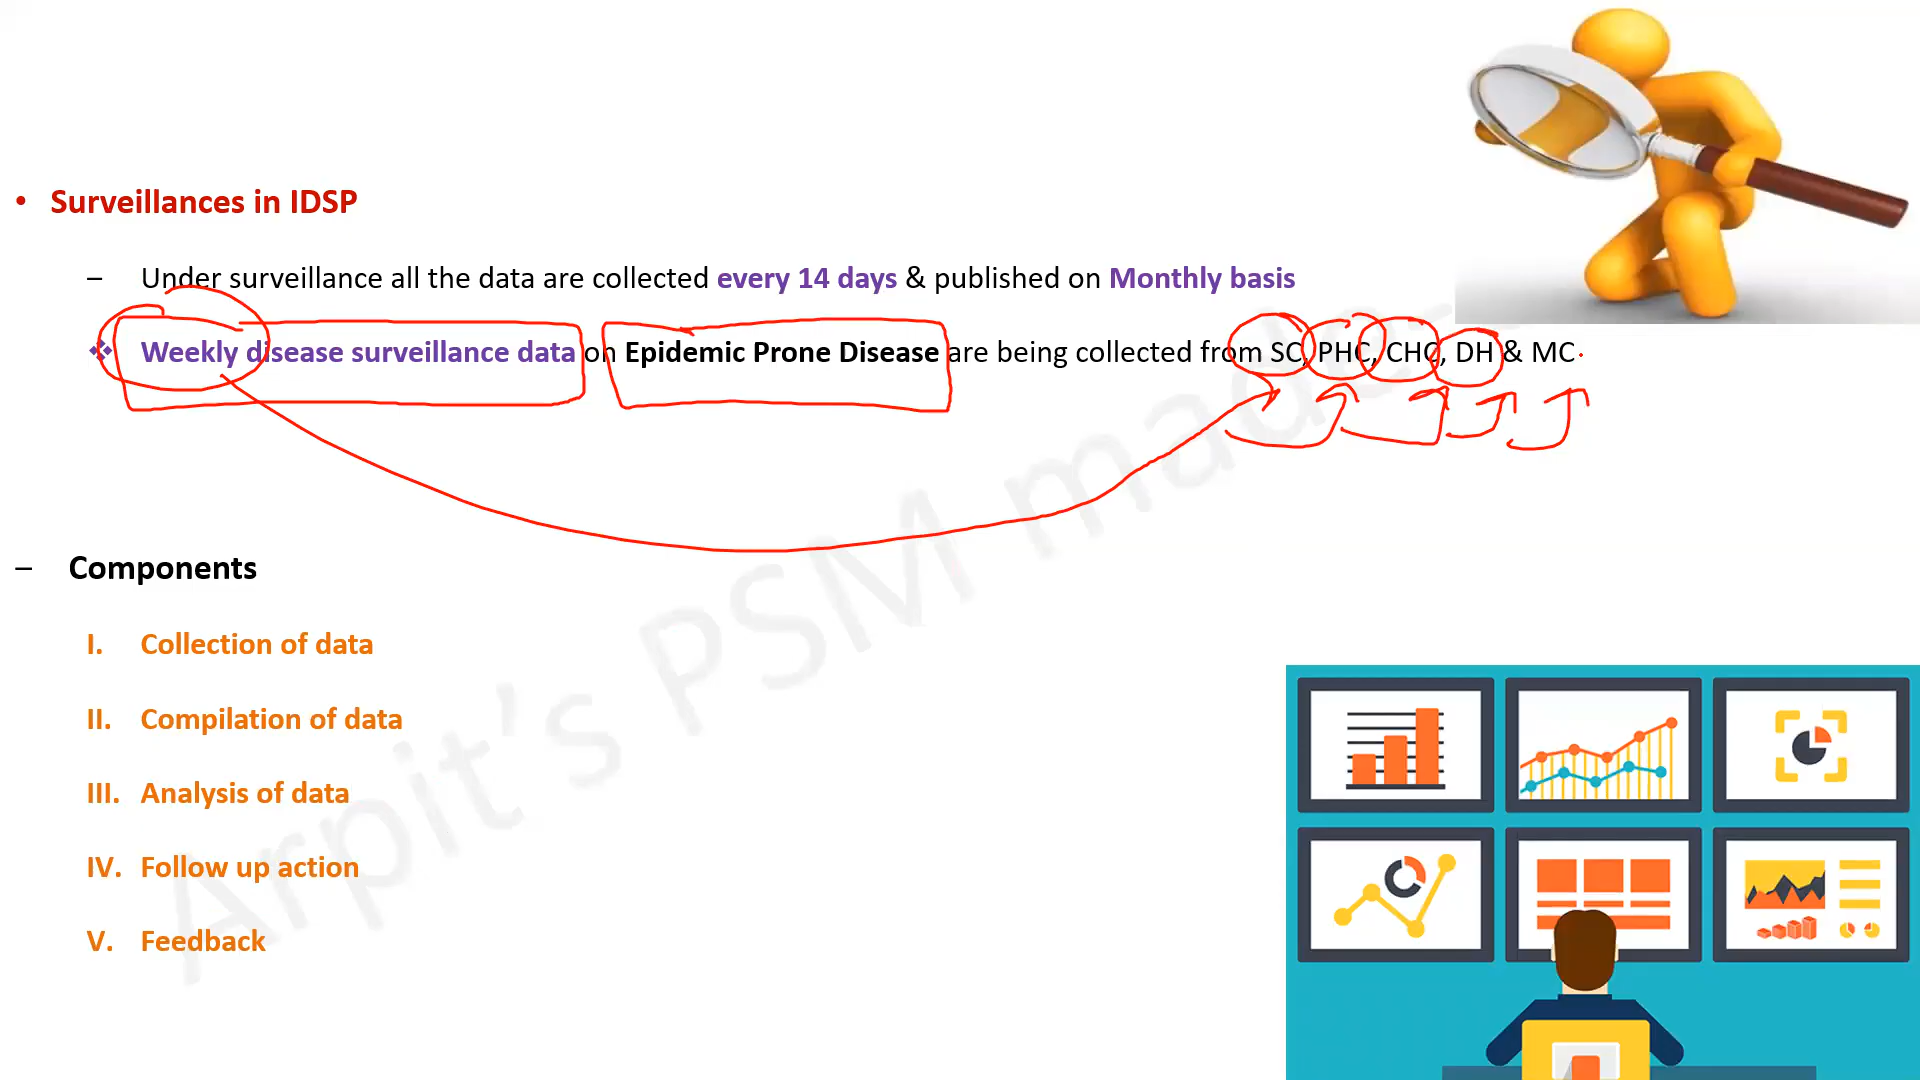 • Surveillances in IDSP
– Under surveillance all the data are collected every 14 days & published on Monthly basis
❖ Weekly disease surveillance data on Epidemic Prone Disease are being collected from SC, PHC, CHC, DH & MC
– Components
I. Collection of data
II. Compilation of data
III. Analysis of data
IV. Follow up action
V. Feedback
Arpit's PSM made